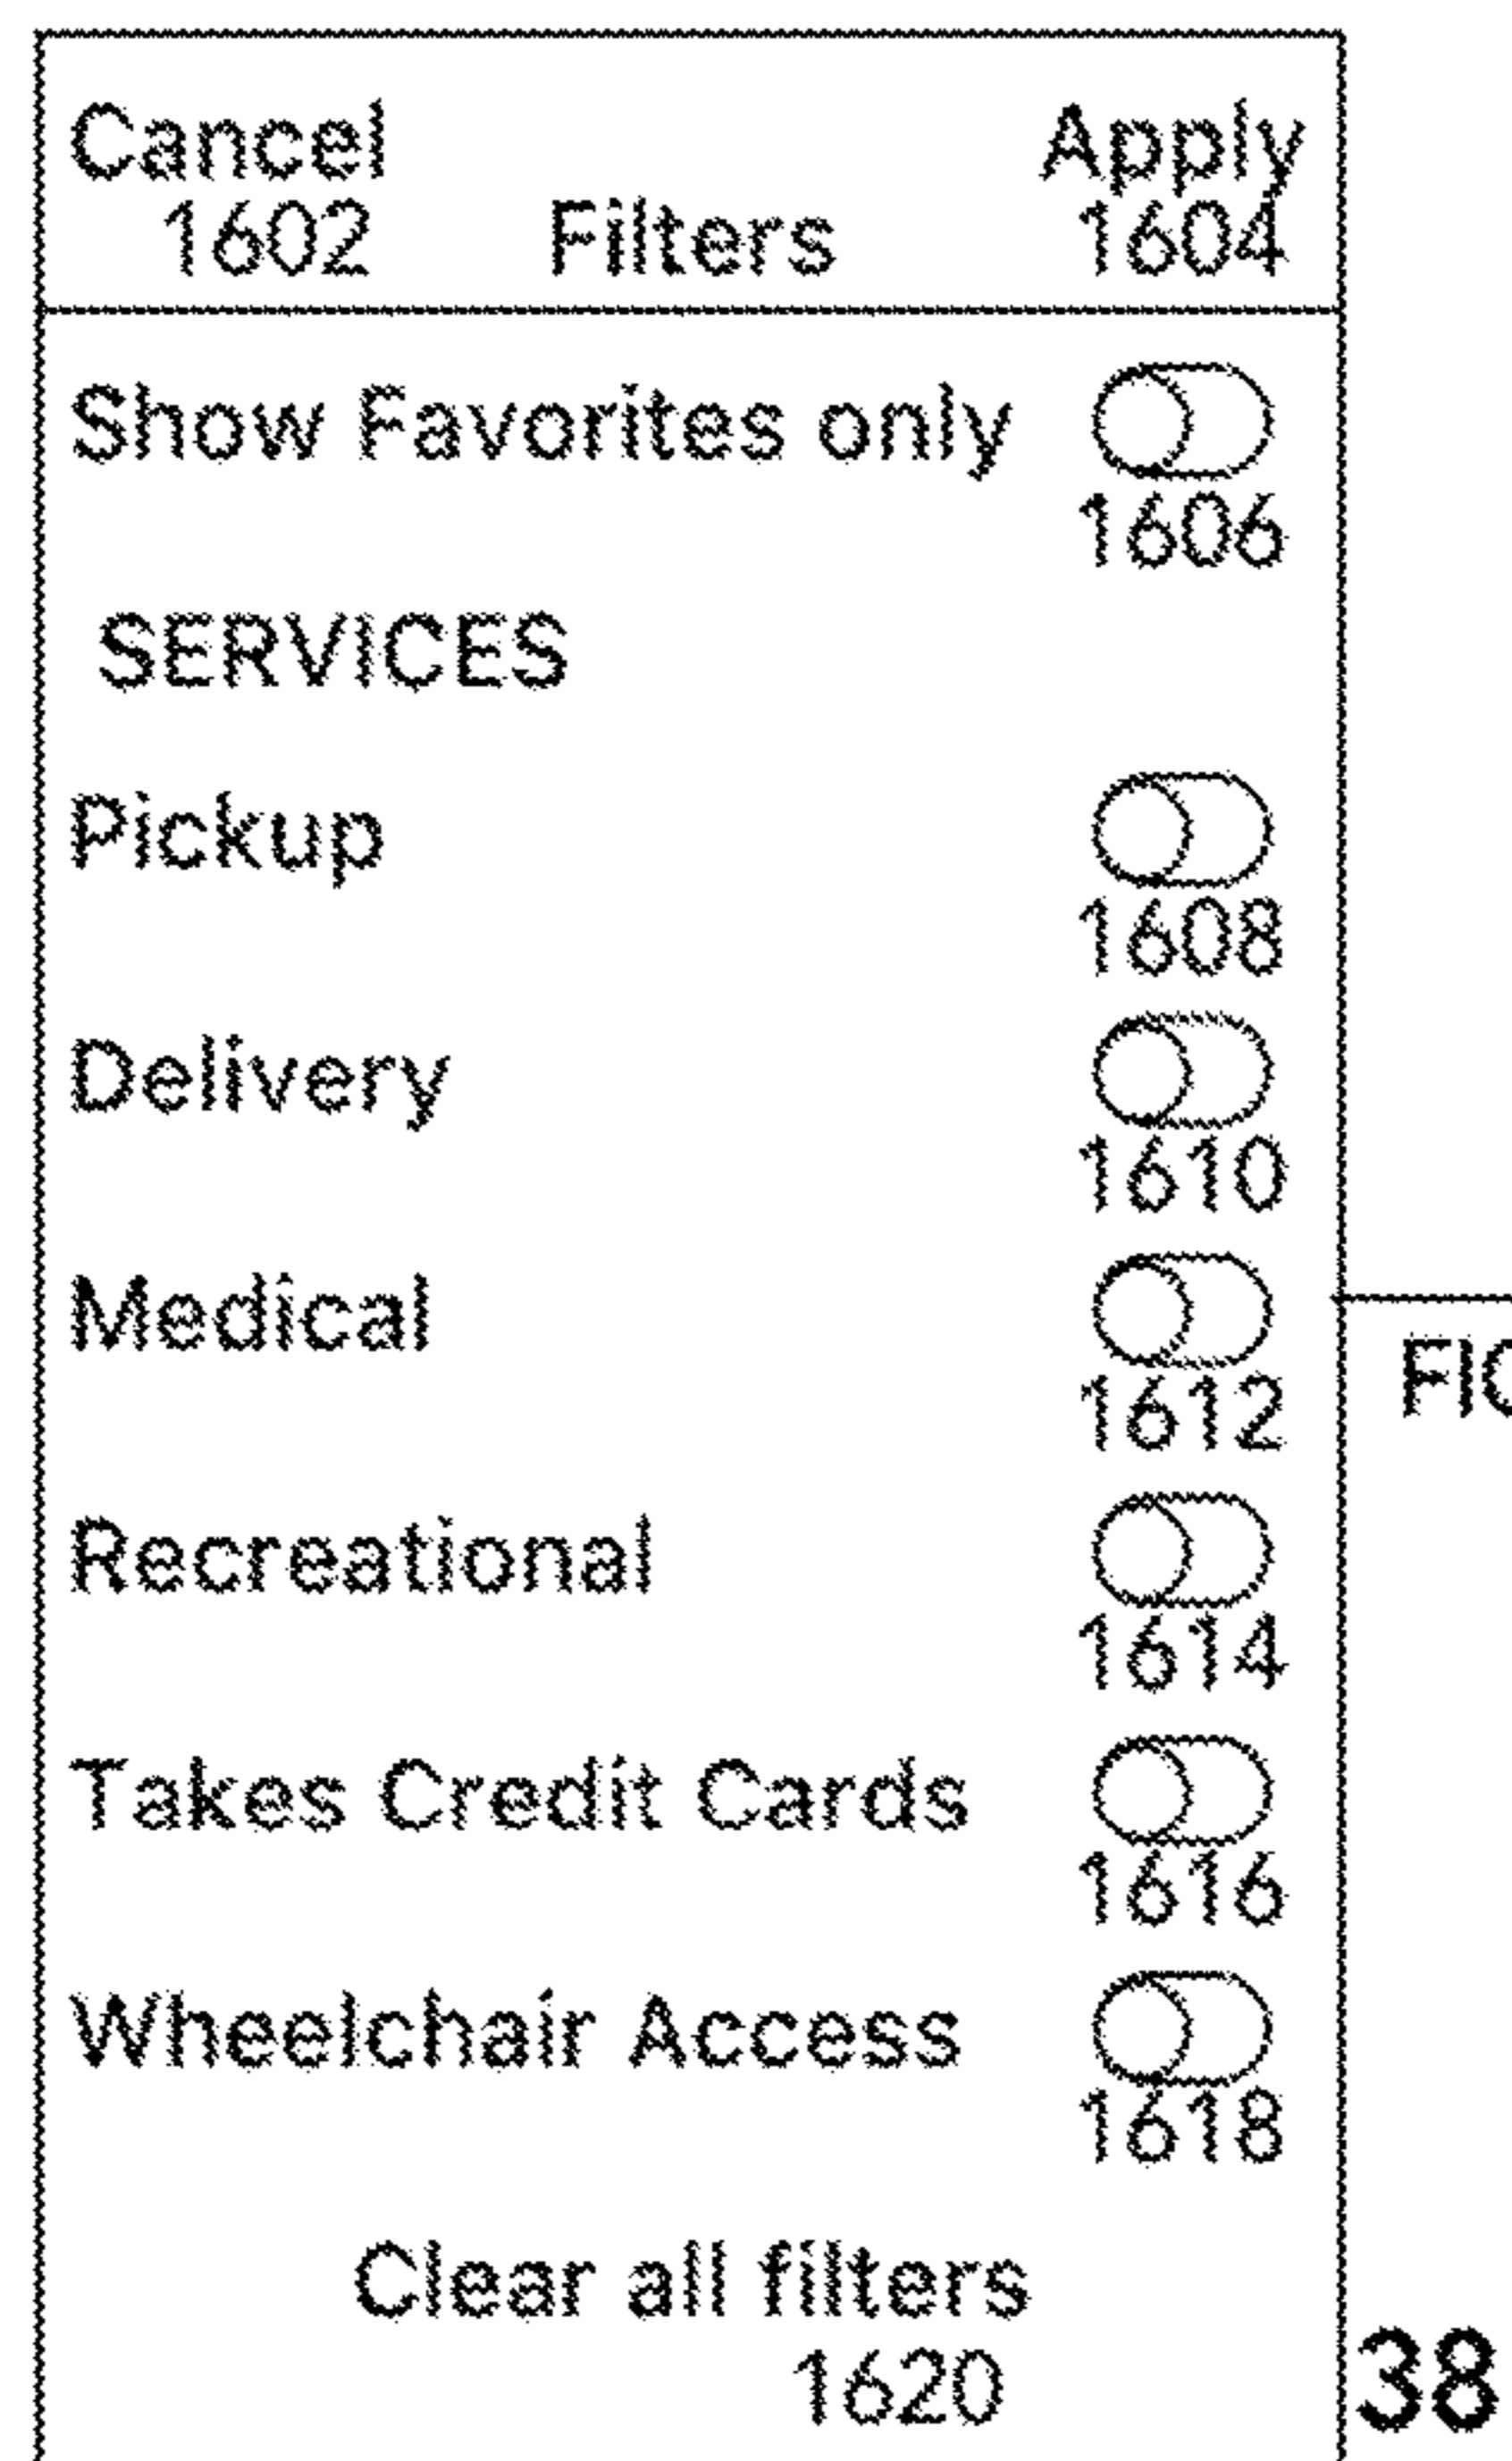 Cancel Apply
1602 Filters 1604
Show Favorites only
1606
SERVICES
Pickup
1608
Delivery
1610
Medical
1612
FIG
Recreational
1614
Takes Credit Cards
1616
Wheelchair Access
1618
Clear all filters
1620
38